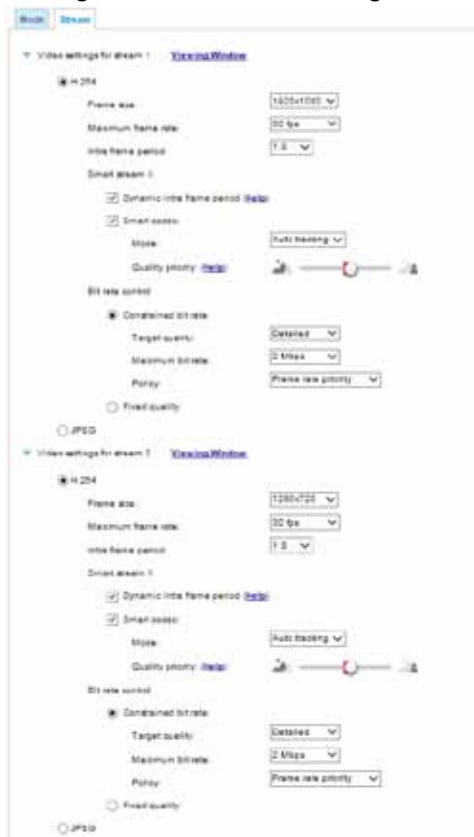 Mode Stream
Video settings for stream 1 Viewing Window
H.264
Frame size: 1920x1080
Maximum frame rate: 30 fps
Intra frame period: 1 S
Smart stream II
Dynamic intra frame period (Help)
Smart codec:
Mode: Auto tracking
Quality priority: (Help)
Bit rate control
Constrained bit rate:
Target quality: Detailed
Maximum bit rate: 2 Mbps
Policy: Frame rate priority
Fixed quality:
JPEG
Video settings for stream Viewing Window
H.264
Frame size: 1280x720
Maximum frame rate: 30 fps
Intra frame period: 1 S
Smart stream II
Dynamic intra frame period (Help)
Smart codec:
Mode: Auto tracking
Quality priority: (Help)
Bit rate control
Constrained bit rate:
Target quality: Detailed
Maximum bit rate: 2 Mbps
Policy: Frame rate priority
Fixed quality:
JPEG